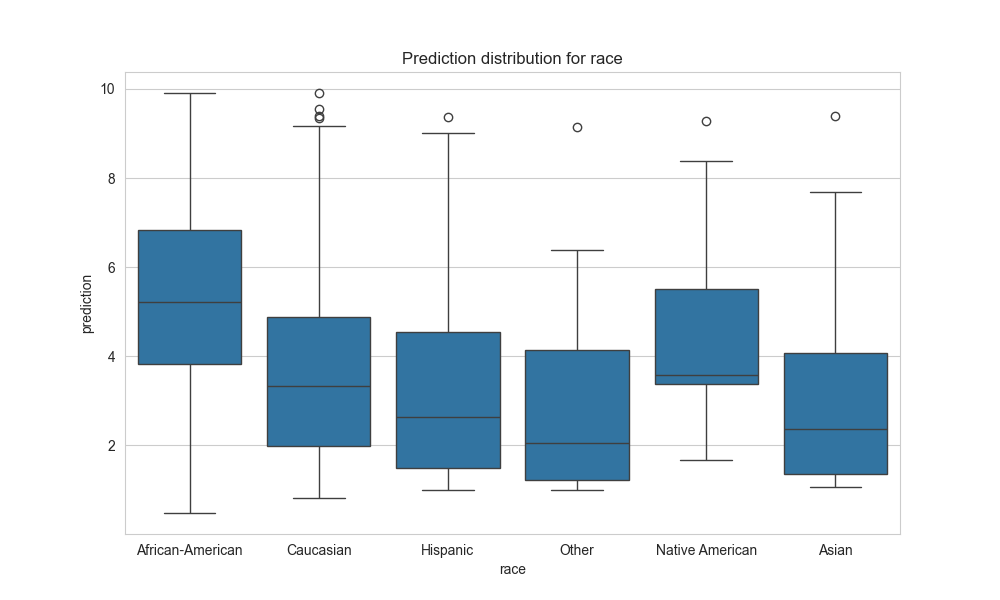 Prediction distribution for race
10
8
6
4
2
prediction
African-American
Caucasian
Hispanic
Other
Native American
Asian
race